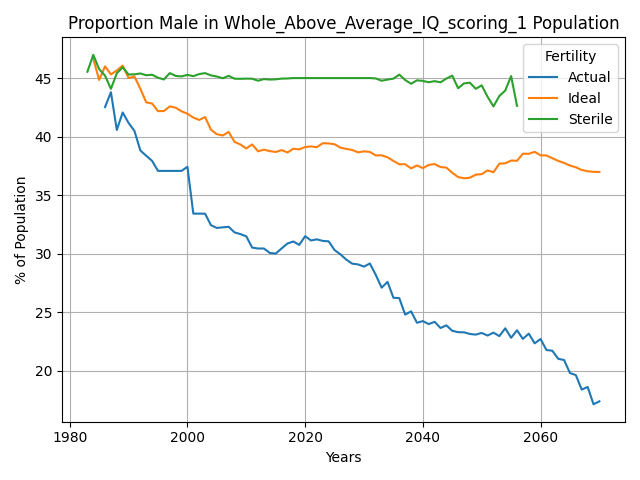 Proportion Male in Whole_Above_Average_IQ_scoring_1 Population
Fertility
Actual
Ideal
Sterile
% of Population
45
40
35
30
25
20
1980
2000
2020
2040
2060
Years